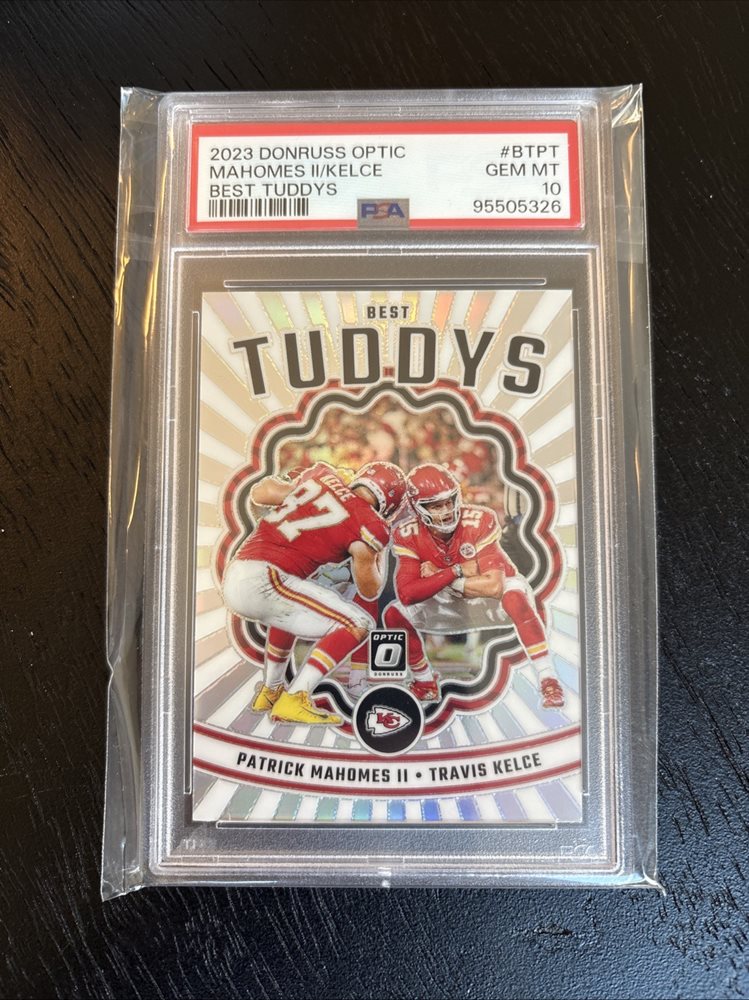 2023 DONRUSS OPTIC #BTPT
MAHOMES II/KELCE GEM MT
BEST TUDDYS 10
PSA 95505326
BEST
TUDDYS
KELCE
87
15
OPTIC
DONRUSS
KC
PATRICK MAHOMES II • TRAVIS KELCE